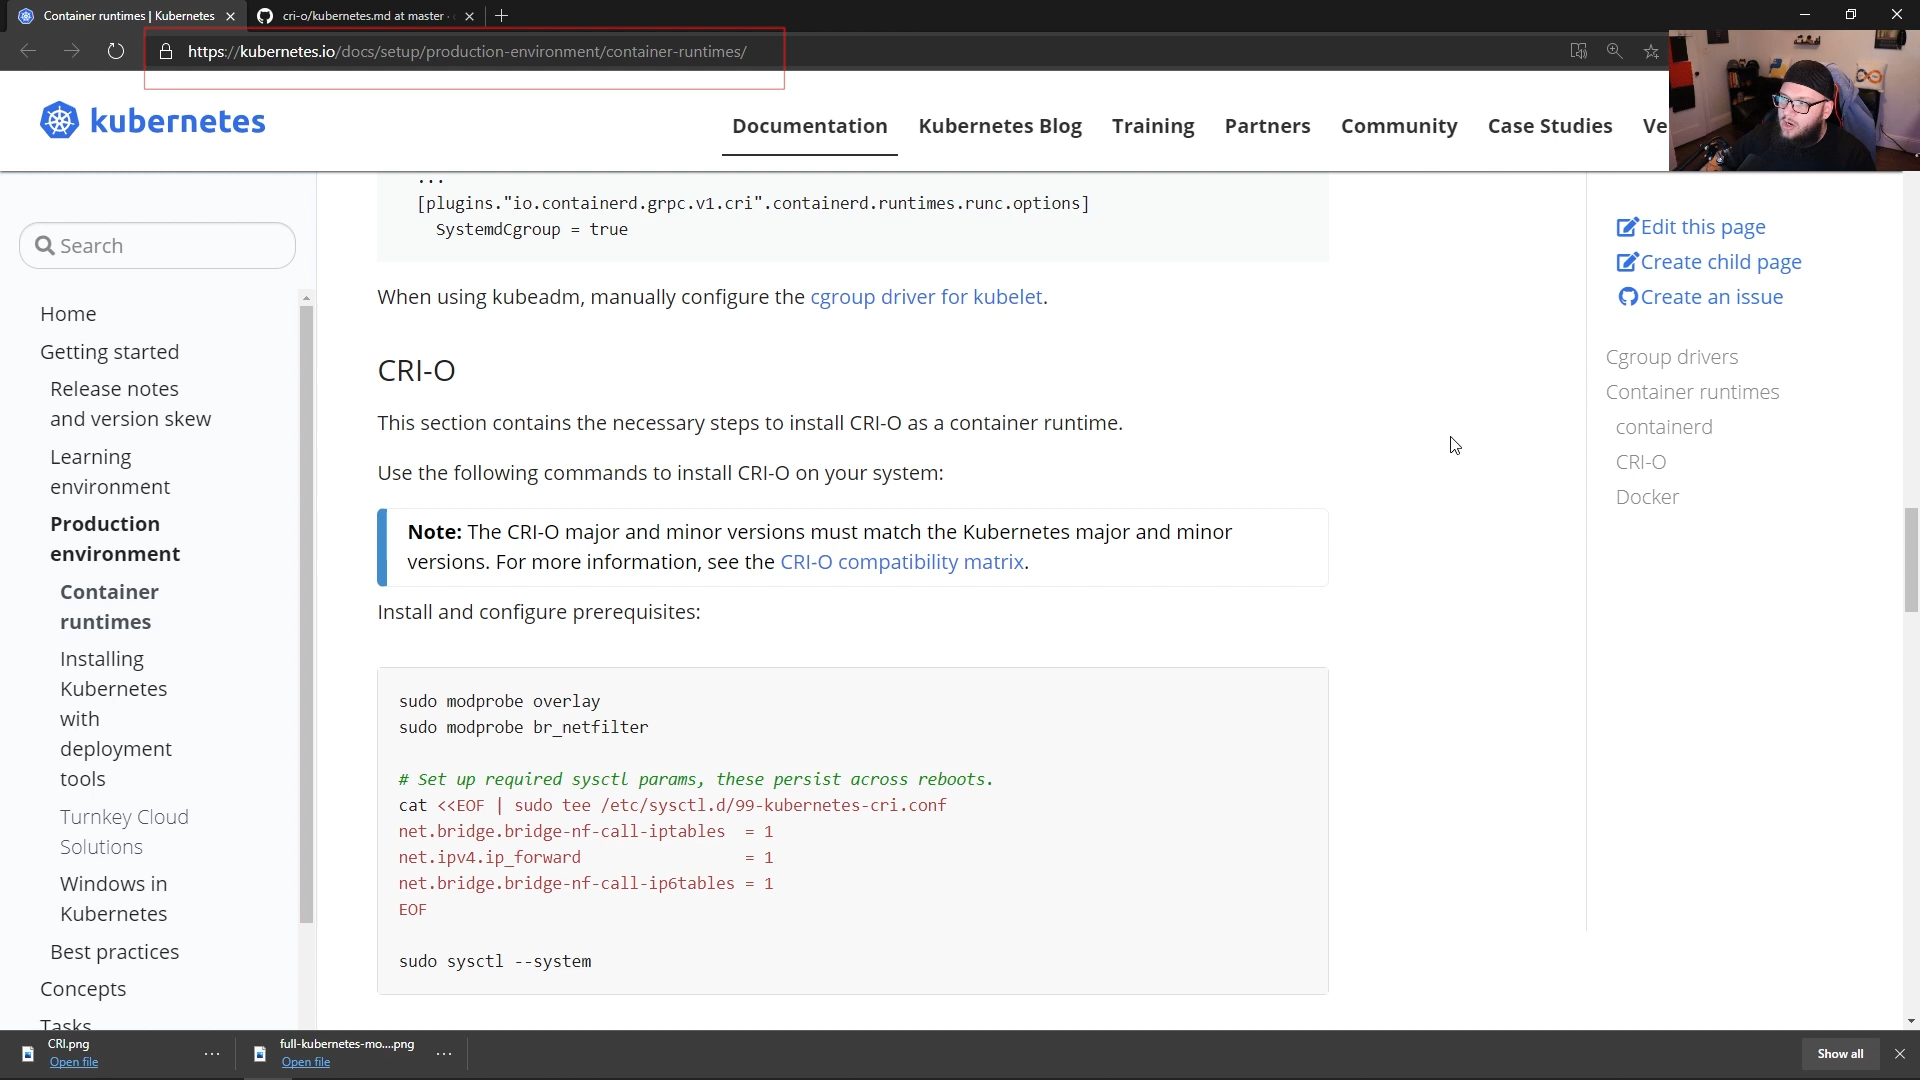 Container runtimes | Kubernetes
cri-o/kubernetes.md at master ·
https://kubernetes.io/docs/setup/production-environment/container-runtimes/
kubernetes
Documentation
Kubernetes Blog
Training
Partners
Community
Case Studies
Ve
Search
Home
Getting started
Release notes
and version skew
Learning
environment
Production
environment
Container
runtimes
Installing
Kubernetes
with
deployment
tools
Turnkey Cloud
Solutions
Windows in
Kubernetes
Best practices
Concepts
Tasks
...
[plugins."io.containerd.grpc.v1.cri".containerd.runtimes.runc.options]
SystemdCgroup = true
When using kubeadm, manually configure the cgroup driver for kubelet.
CRI-O
This section contains the necessary steps to install CRI-O as a container runtime.
Use the following commands to install CRI-O on your system:
Note: The CRI-O major and minor versions must match the Kubernetes major and minor
versions. For more information, see the CRI-O compatibility matrix.
Install and configure prerequisites:
sudo modprobe overlay
sudo modprobe br_netfilter
# Set up required sysctl params, these persist across reboots.
cat <<EOF | sudo tee /etc/sysctl.d/99-kubernetes-cri.conf
net.bridge.bridge-nf-call-iptables  = 1
net.ipv4.ip_forward                 = 1
net.bridge.bridge-nf-call-ip6tables = 1
EOF
sudo sysctl --system
Edit this page
Create child page
Create an issue
Cgroup drivers
Container runtimes
containerd
CRI-O
Docker
CRI.png
Open file
full-kubernetes-mo....png
Open file
Show all